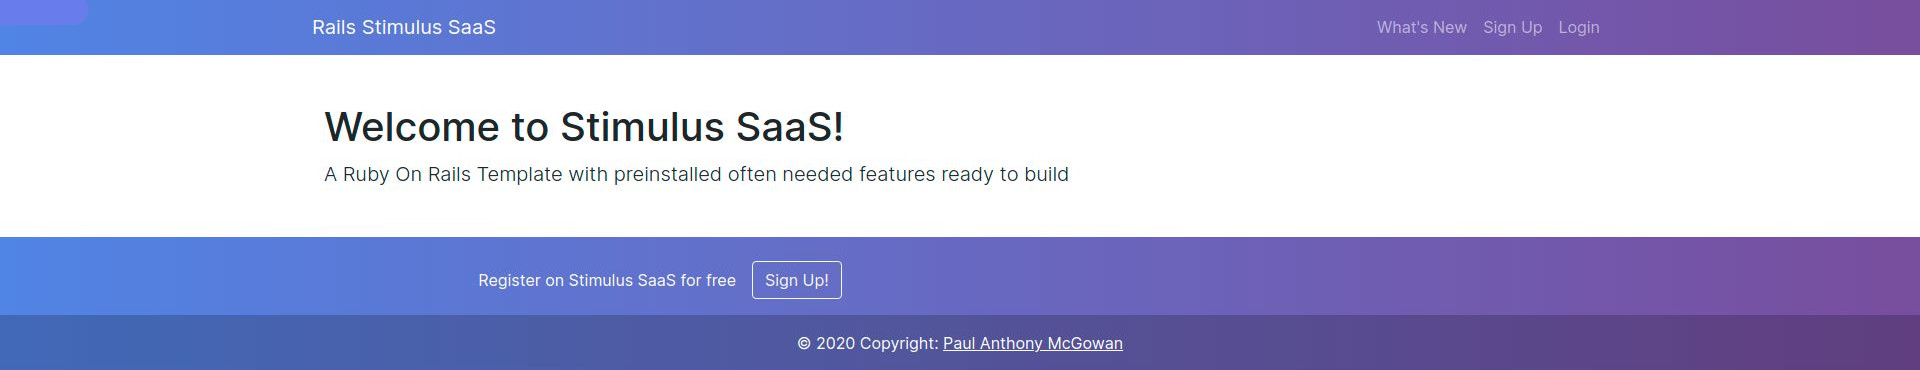 Rails Stimulus SaaS What's New Sign Up Login
Welcome to Stimulus SaaS!
A Ruby On Rails Template with preinstalled often needed features ready to build
Register on Stimulus SaaS for free Sign Up!
© 2020 Copyright: Paul Anthony McGowan